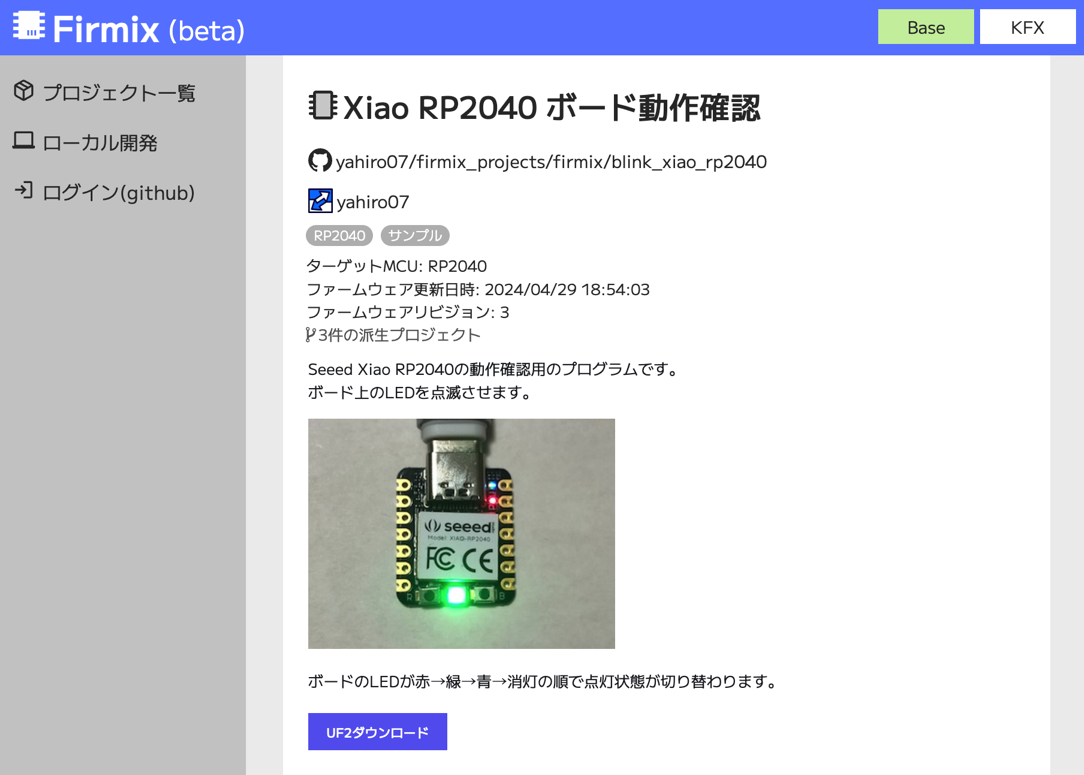 Firmix (beta)
Base
KFX
プロジェクト一覧
ローカル開発
ログイン(github)
Xiao RP2040 ボード動作確認
yahiro07/firmix_projects/firmix/blink_xiao_rp2040
yahiro07
RP2040 サンプル
ターゲットMCU: RP2040
ファームウェア更新日時: 2024/04/29 18:54:03
ファームウェアリビジョン: 3
3件の派生プロジェクト
Seeed Xiao RP2040の動作確認用のプログラムです。
ボード上のLEDを点滅させます。
seeed
Model: XIAO-RP2040
FC CE
R
B
ボードのLEDが赤→緑→青→消灯の順で点灯状態が切り替わります。
UF2ダウンロード